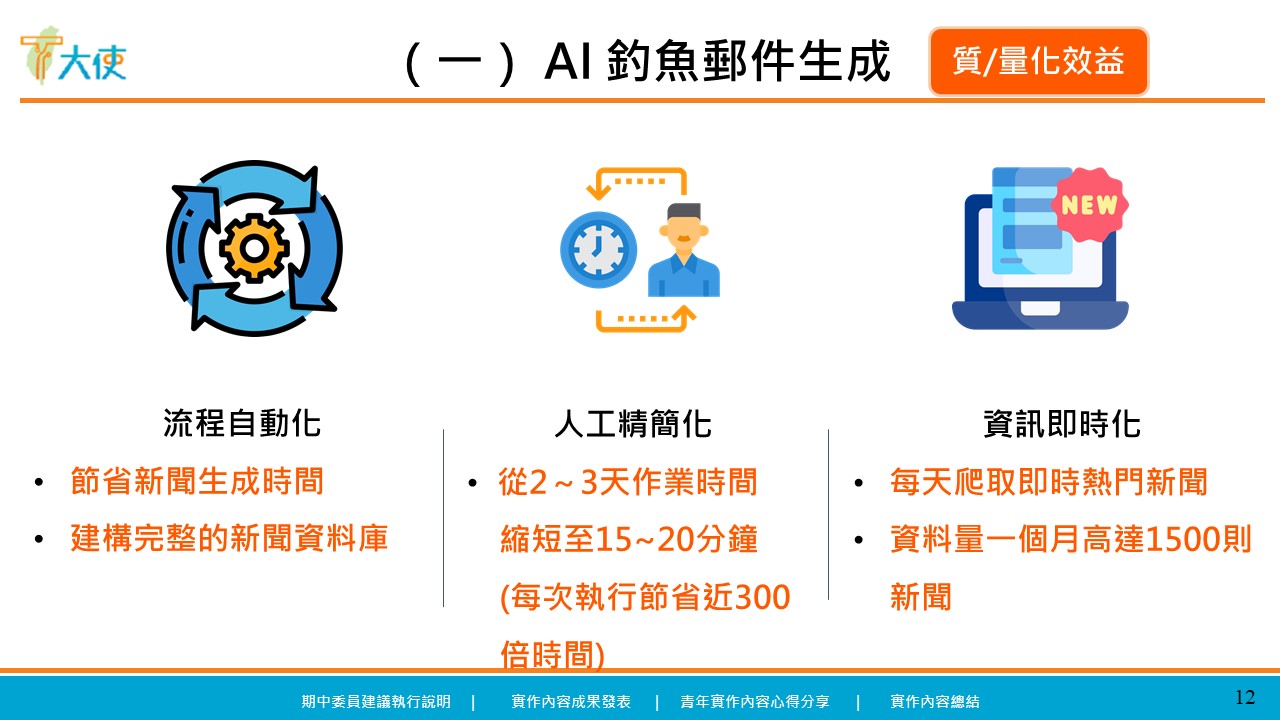 大使
（一）AI 釣魚郵件生成
質/量化效益
NEW
流程自動化
• 節省新聞生成時間
• 建構完整的新聞資料庫
人工精簡化
• 從2～3天作業時間
縮短至15~20分鐘
(每次執行節省近300
倍時間)
資訊即時化
• 每天爬取即時熱門新聞
• 資料量一個月高達1500則
新聞
期中委員建議執行說明 | 實作內容成果發表 | 青年實作內容心得分享 | 實作內容總結
12